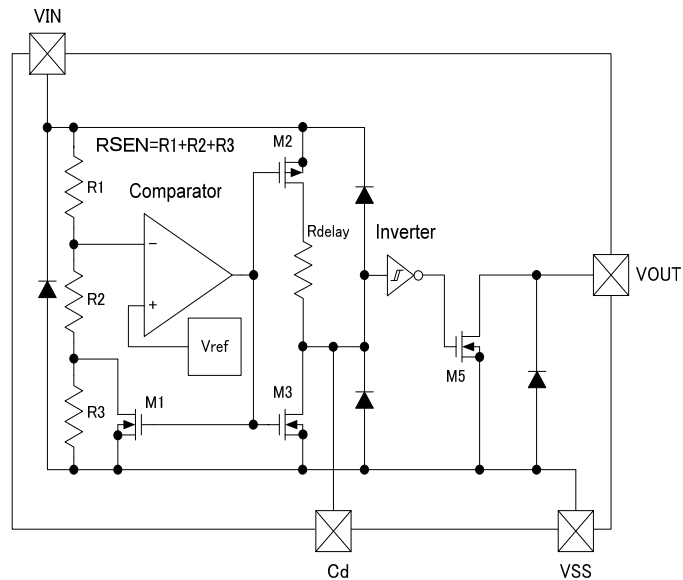 VIN
RSEN=R1+R2+R3
M2
R1
Comparator
Rdelay
Inverter
−
VOUT
R2
+
Vref
M5
R3
M1
M3
Cd
VSS